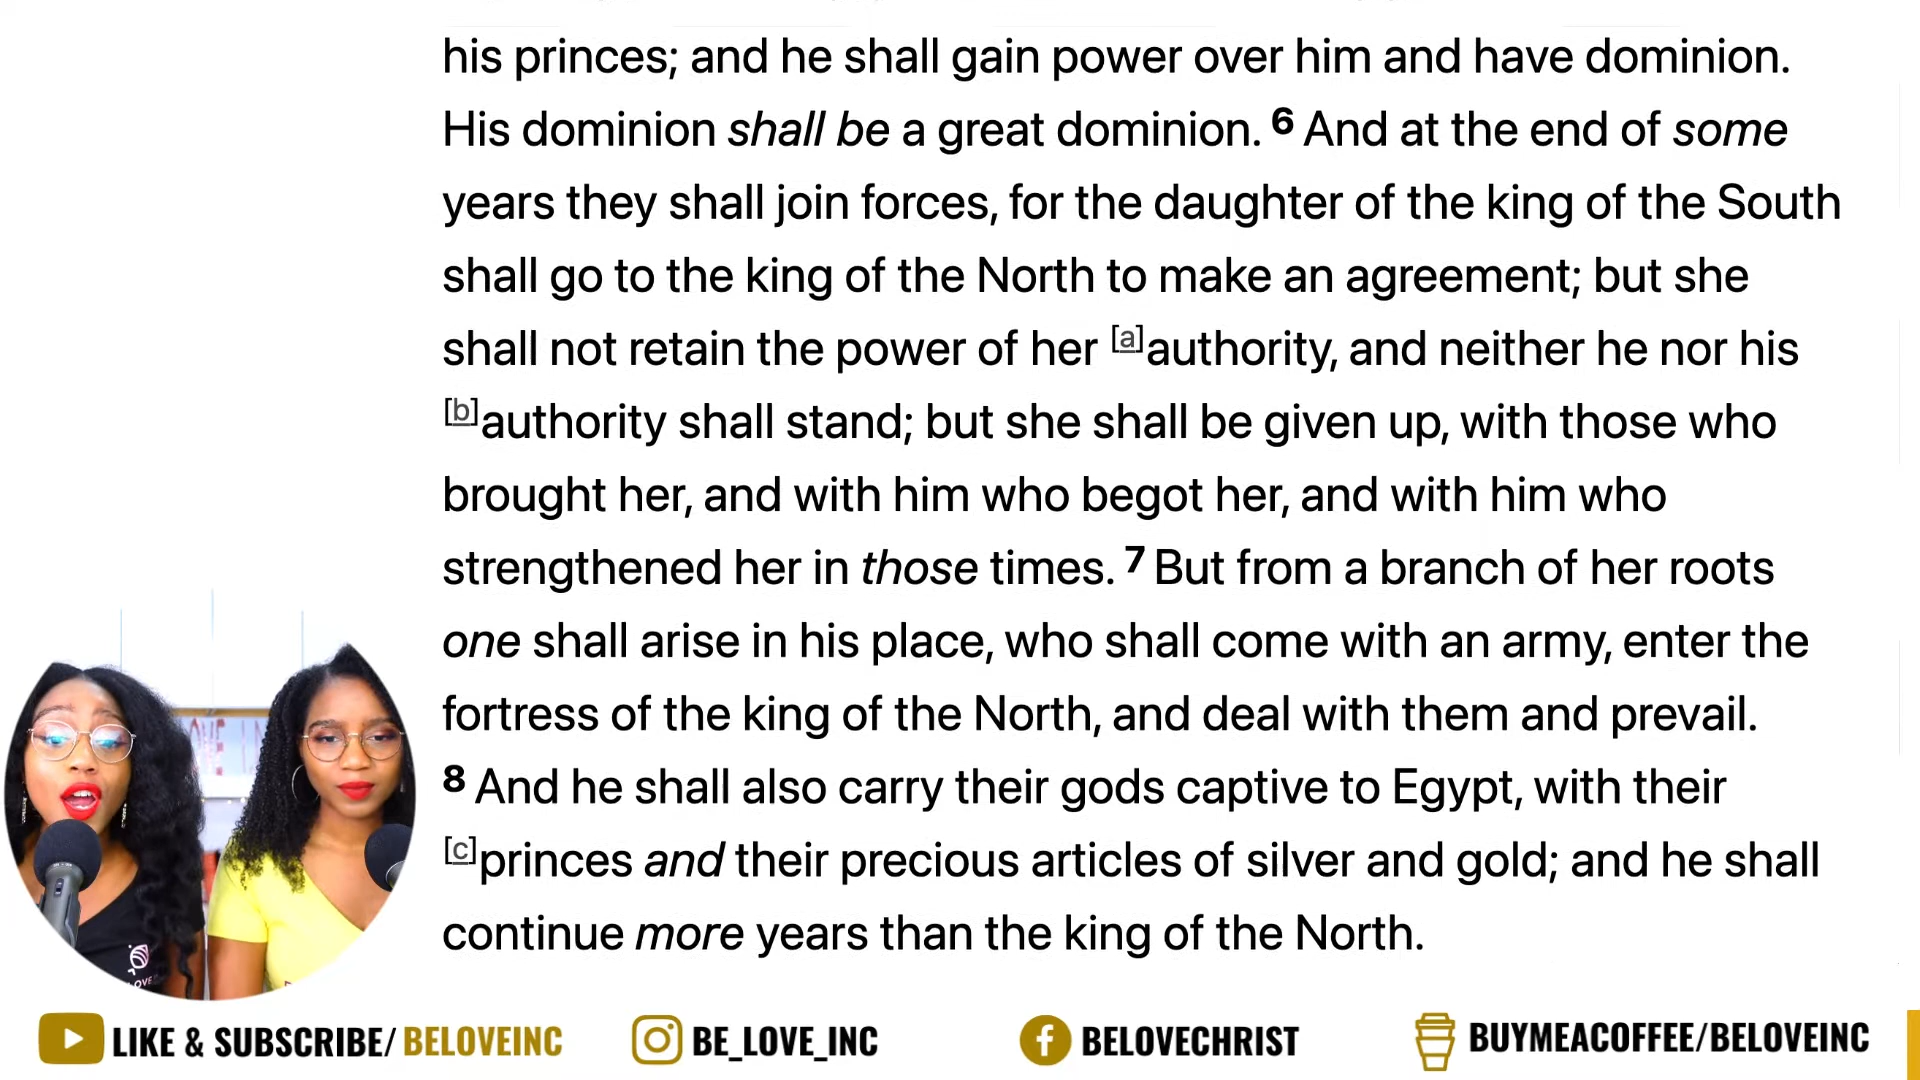 his princes; and he shall gain power over him and have dominion.
His dominion shall be a great dominion. 6 And at the end of some
years they shall join forces, for the daughter of the king of the South
shall go to the king of the North to make an agreement; but she
shall not retain the power of her [a]authority, and neither he nor his
[b]authority shall stand; but she shall be given up, with those who
brought her, and with him who begot her, and with him who
strengthened her in those times. 7 But from a branch of her roots
one shall arise in his place, who shall come with an army, enter the
fortress of the king of the North, and deal with them and prevail.
8 And he shall also carry their gods captive to Egypt, with their
[c]princes and their precious articles of silver and gold; and he shall
continue more years than the king of the North.
LIKE & SUBSCRIBE/ BELOVEINC
BE_LOVE_INC
BELOVECHRIST
BUYMEACOFFEE/BELOVEINC